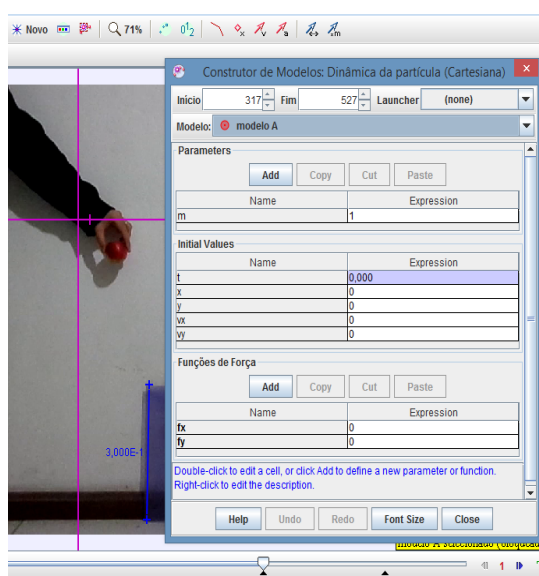 Novo 71%
Construtor de Modelos: Dinâmica da partícula (Cartesiana)
Início 317 Fim 527 Launcher (none)
Modelo: modelo A
Parameters
Add Copy Cut Paste
Name Expression
m 1
Initial Values
Name Expression
t 0,000
x 0
y 0
vx 0
vy 0
Funções de Força
Add Copy Cut Paste
Name Expression
fx 0
fy 0
3,000E-1
Double-click to edit a cell, or click Add to define a new parameter or function.
Right-click to edit the description.
Help Undo Redo Font Size Close
1